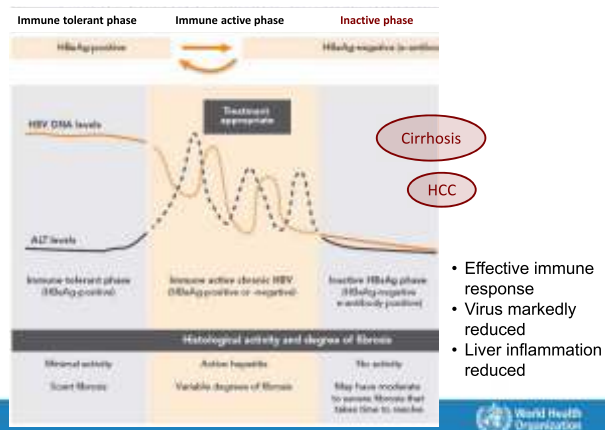 Immune tolerant phase
Immune active phase
Inactive phase
HBeAg-positive
HBeAg-negative (e-antibo
Treatment
appropriate
HBV DNA levels
Cirrhosis
HCC
ALT levels
Immune tolerant phase
(HBeAg-positive)
Immune active chronic HBV
(HBeAg-positive or -negative)
Inactive HBsAg phase
(HBeAg-negative
e-antibody positive)
• Effective immune
response
• Virus markedly
reduced
• Liver inflammation
reduced
Histological activity and degree of fibrosis
Minimal activity
Scant fibrosis
Active hepatitis
Variable degrees of fibrosis
No activity
May have moderate
to severe fibrosis that
takes time to resolve
World Health
Organization